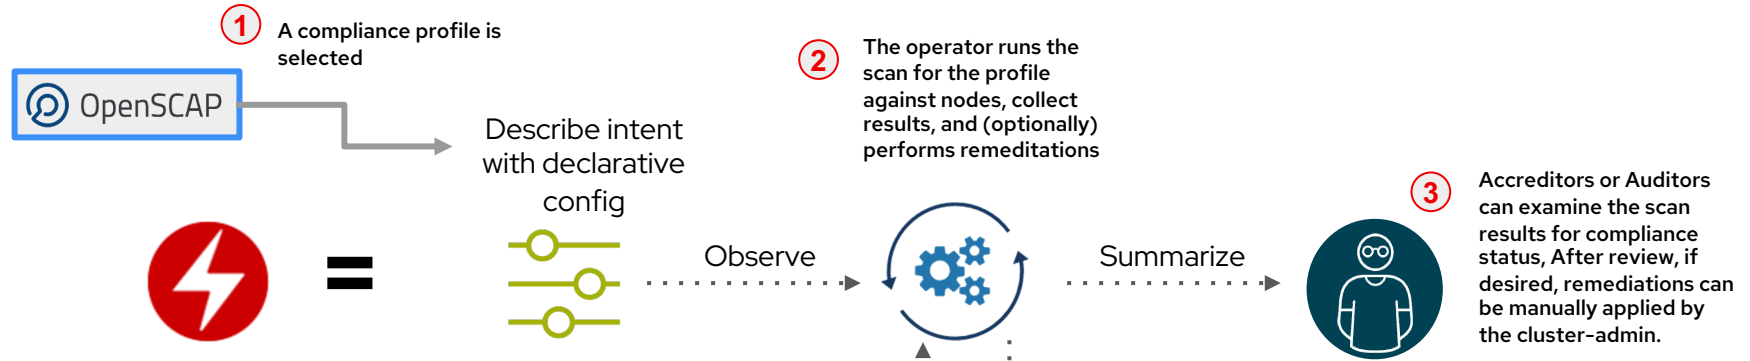 1
A compliance profile is
selected
OpenSCAP
Describe intent
with declarative
config
Observe
2
The operator runs the
scan for the profile
against nodes, collect
results, and (optionally)
performs remeditations
Summarize
3
Accreditors or Auditors
can examine the scan
results for compliance
status, After review, if
desired, remediations can
be manually applied by
the cluster-admin.